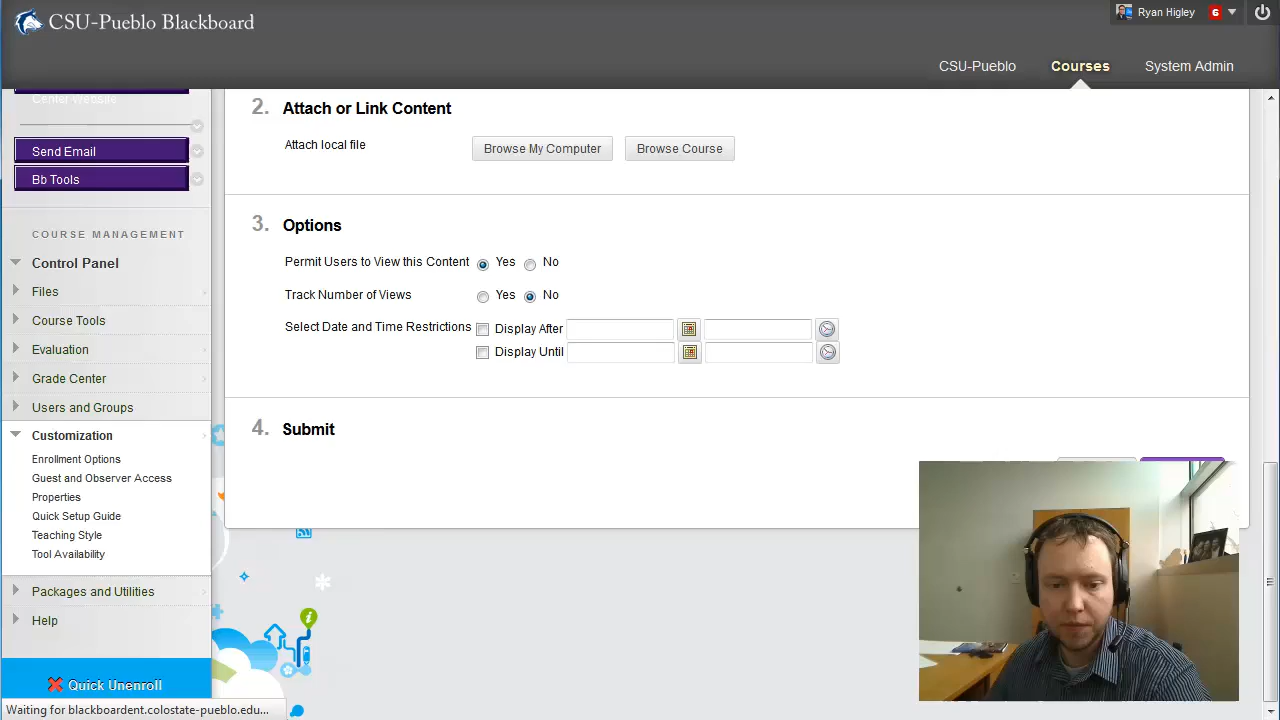 CSU-Pueblo Blackboard
Ryan Higley
6
CSU-Pueblo
Courses
System Admin
Center Website
Send Email
Bb Tools
COURSE MANAGEMENT
Control Panel
Files
Course Tools
Evaluation
Grade Center
Users and Groups
Customization
Enrollment Options
Guest and Observer Access
Properties
Quick Setup Guide
Teaching Style
Tool Availability
Packages and Utilities
Help
Quick Unenroll
Waiting for blackboardent.colostate-pueblo.edu...
2. Attach or Link Content
Attach local file
Browse My Computer
Browse Course
3. Options
Permit Users to View this Content
Yes
No
Track Number of Views
Yes
No
Select Date and Time Restrictions
Display After
Display Until
4. Submit